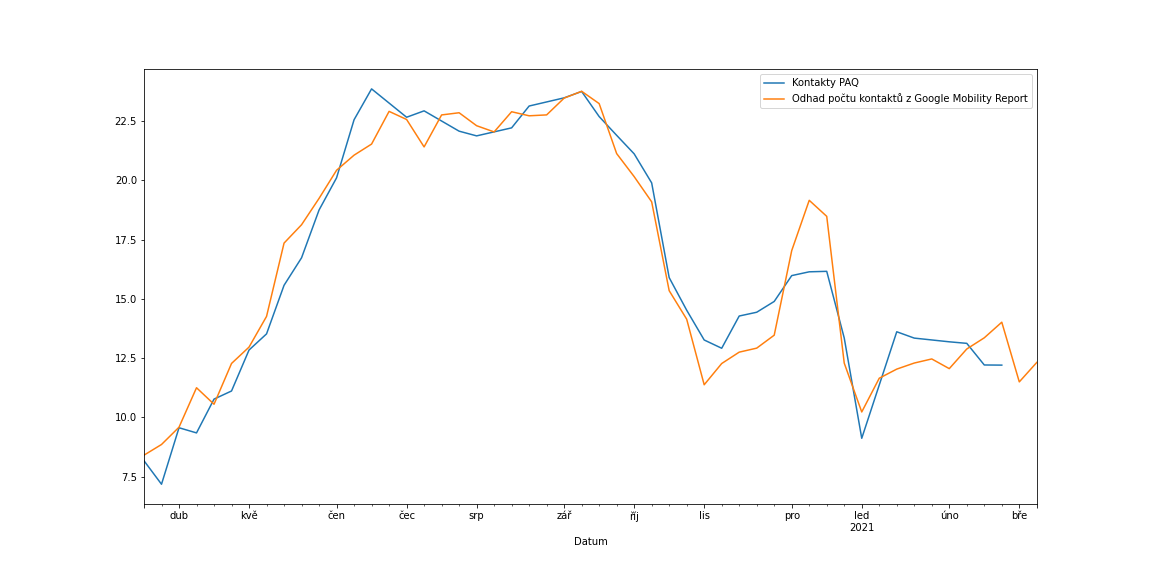 Kontakty PAQ
Odhad počtu kontaktů z Google Mobility Report
22.5
20.0
17.5
15.0
12.5
10.0
7.5
dub kvě čen čec srp zář říj lis pro led úno bře
2021
Datum